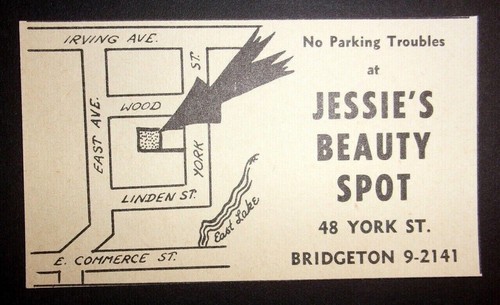 IRVING AVE.
EAST AVE.
WOOD
YORK ST.
LINDEN ST.
East Lake
E. COMMERCE ST.
No Parking Troubles
at
JESSIE'S
BEAUTY
SPOT
48 YORK ST.
BRIDGETON 9-2141